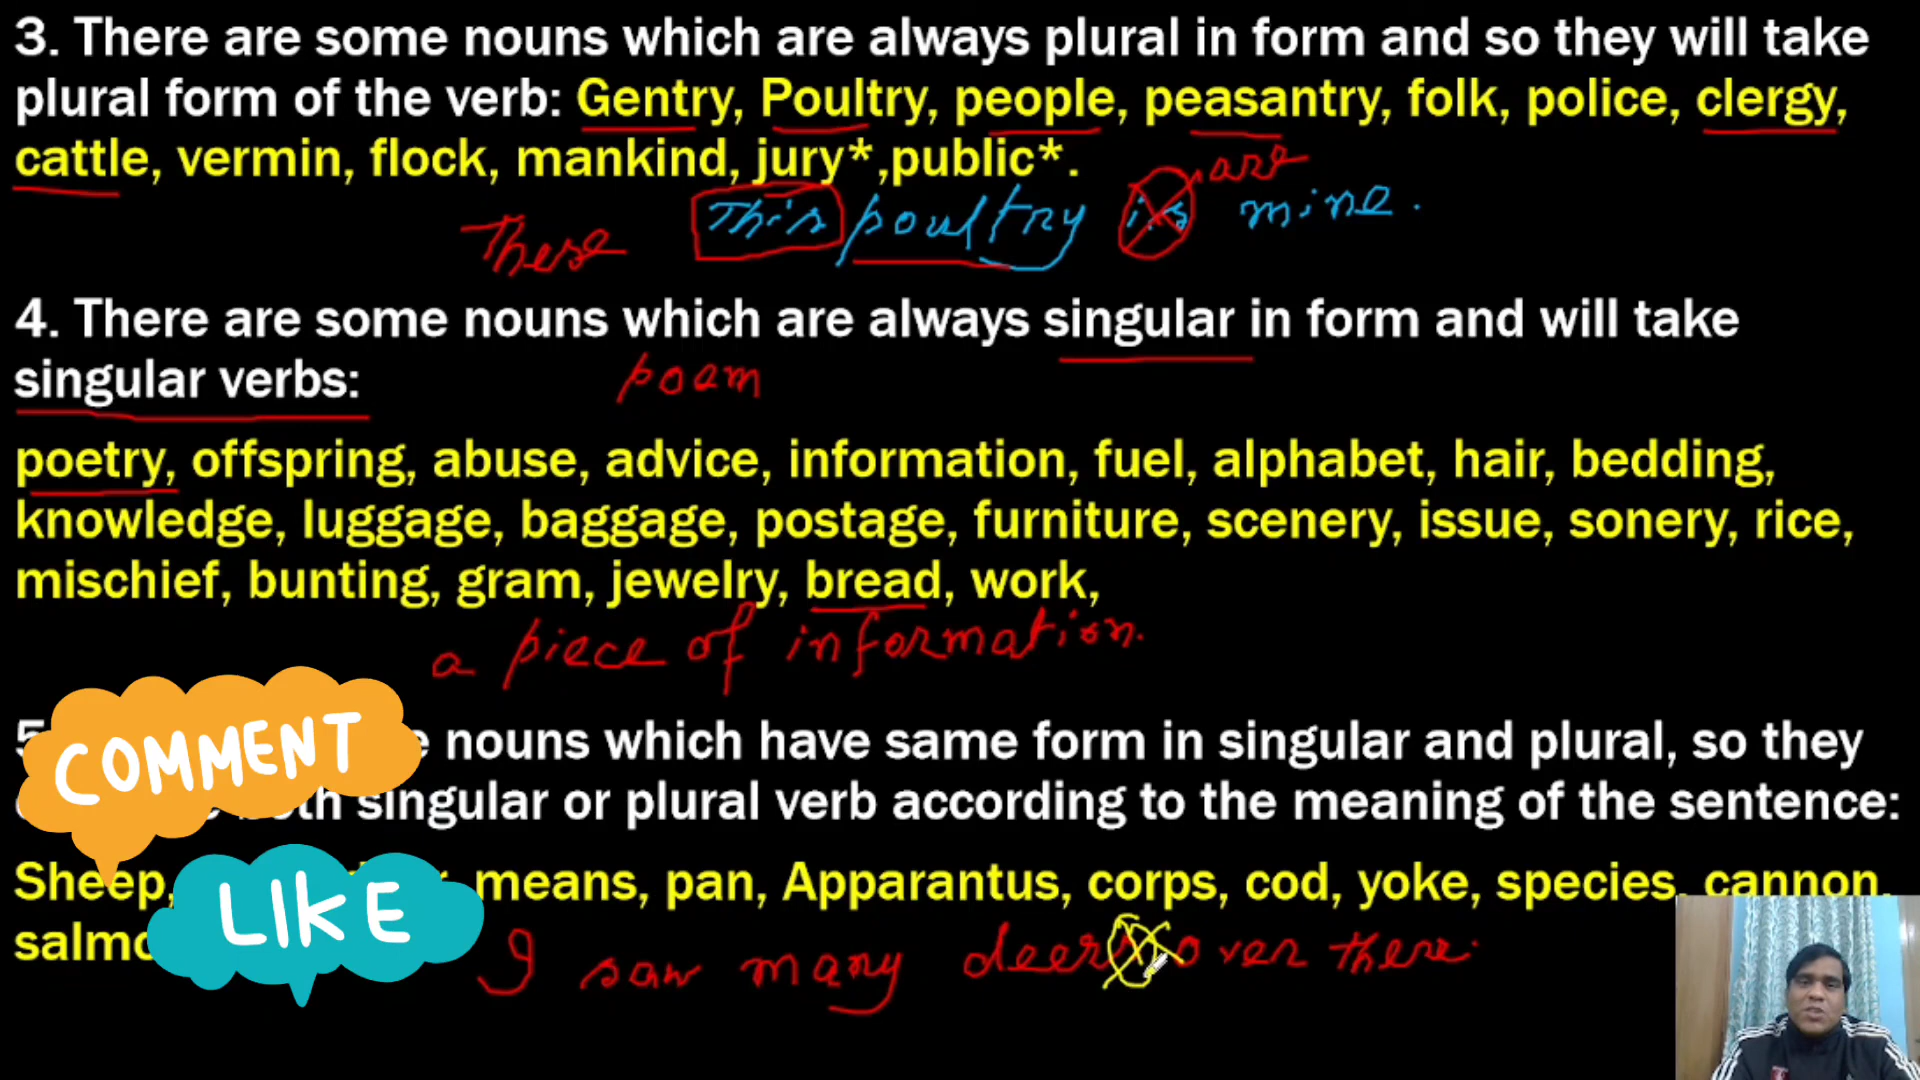 3. There are some nouns which are always plural in form and so they will take
plural form of the verb: Gentry, Poultry, people, peasantry, folk, police, clergy,
cattle, vermin, flock, mankind, jury*,public*.
are
These This poultry is mine.
4. There are some nouns which are always singular in form and will take
singular verbs:
poem
poetry, offspring, abuse, advice, information, fuel, alphabet, hair, bedding,
knowledge, luggage, baggage, postage, furniture, scenery, issue, sonery, rice,
mischief, bunting, gram, jewelry, bread, work,
a piece of information.
nouns which have same form in singular and plural, so they
singular or plural verb according to the meaning of the sentence:
COMMENT
Sheep, means, pan, Apparantus, corps, cod, yoke, species, cannon,
LIKE
I saw many deer over there.